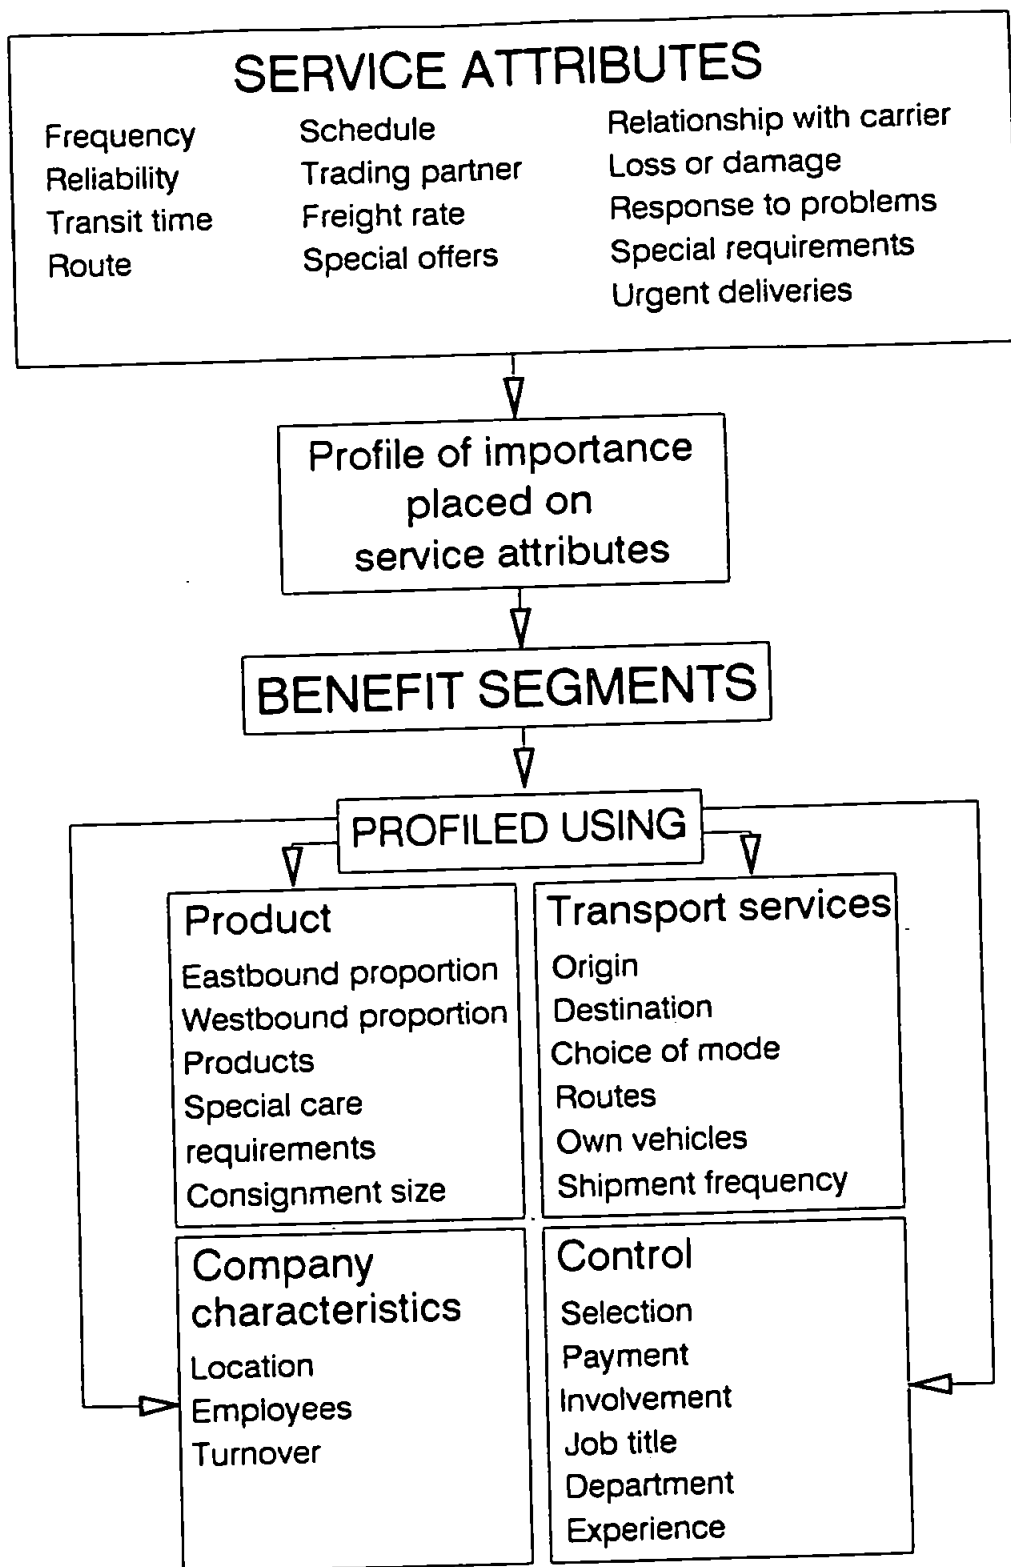 SERVICE ATTRIBUTES
Frequency
Reliability
Transit time
Route
Schedule
Trading partner
Freight rate
Special offers
Relationship with carrier
Loss or damage
Response to problems
Special requirements
Urgent deliveries
Profile of importance
placed on
service attributes
BENEFIT SEGMENTS
PROFILED USING
Product
Eastbound proportion
Westbound proportion
Products
Special care
requirements
Consignment size
Transport services
Origin
Destination
Choice of mode
Routes
Own vehicles
Shipment frequency
Company
characteristics
Location
Employees
Turnover
Control
Selection
Payment
Involvement
Job title
Department
Experience